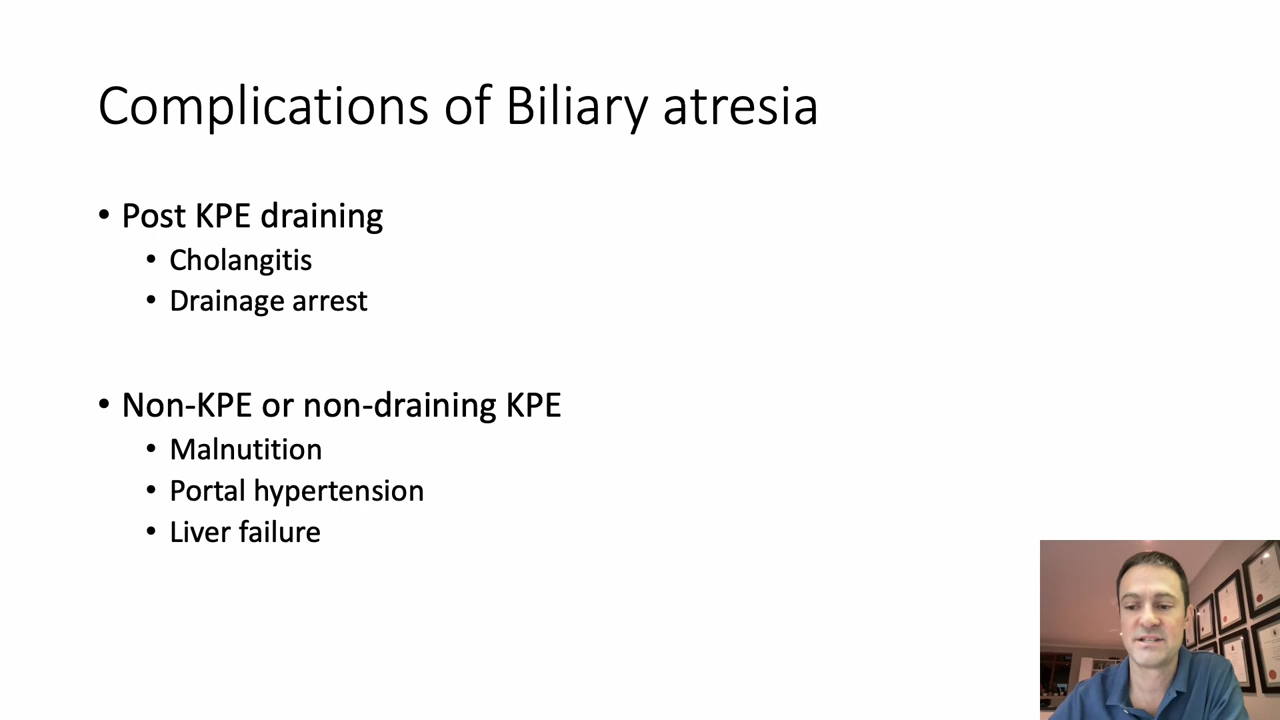 Complications of Biliary atresia
• Post KPE draining
• Cholangitis
• Drainage arrest
• Non-KPE or non-draining KPE
• Malnutition
• Portal hypertension
• Liver failure